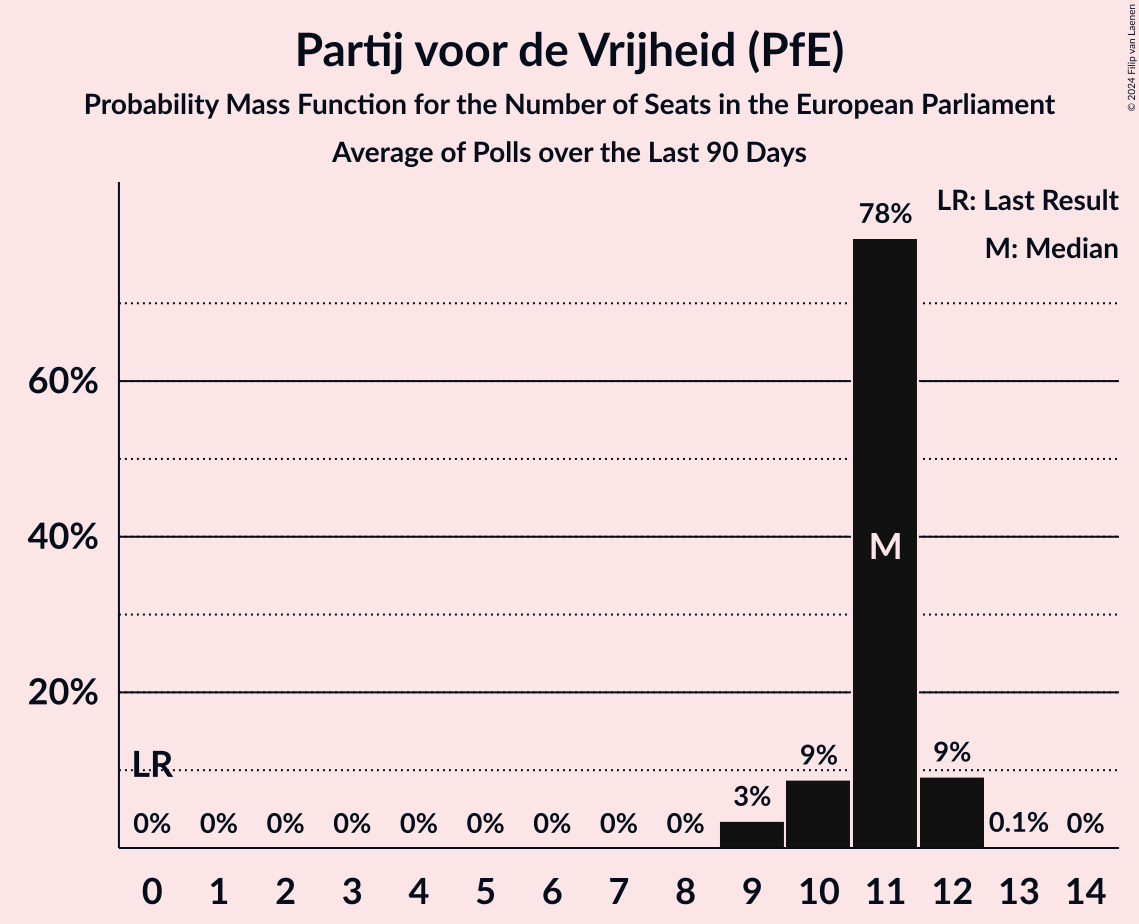 Partij voor de Vrijheid (PfE)
Probability Mass Function for the Number of Seats in the European Parliament
Average of Polls over the Last 90 Days
© 2024 Filip van Laenen
LR: Last Result
M: Median
60%
40%
20%
LR
M
0% 0% 0% 0% 0% 0% 0% 0% 0% 3% 9% 78% 9% 0.1% 0%
0 1 2 3 4 5 6 7 8 9 10 11 12 13 14